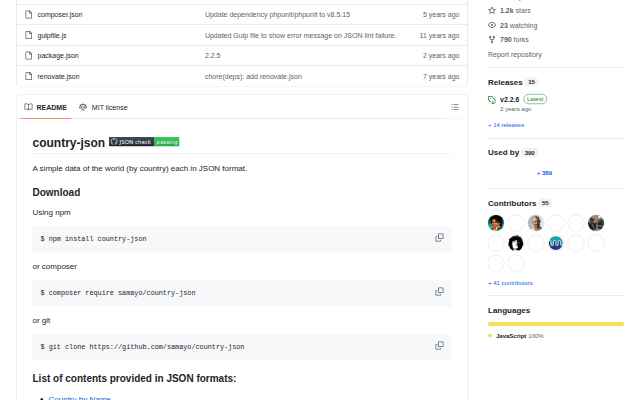 composer.json Update dependency phpunit/phpunit to v8.5.15 5 years ago
gulpfile.js Updated Gulp file to show error message on JSON lint failure. 11 years ago
package.json 2.2.5 2 years ago
renovate.json chore(deps): add renovate.json 7 years ago
README MIT license
country-json JSON check passing
A simple data of the world (by country) each in JSON format.
Download
Using npm
$ npm install country-json
or composer
$ composer require samayo/country-json
or git
$ git clone https://github.com/samayo/country-json
List of contents provided in JSON formats:
Country by Name
1.2k stars
23 watching
790 forks
Report repository
Releases 15
v2.2.6 Latest
2 years ago
+ 14 releases
Used by 390
+ 389
Contributors 55
+ 41 contributors
Languages
JavaScript 100%